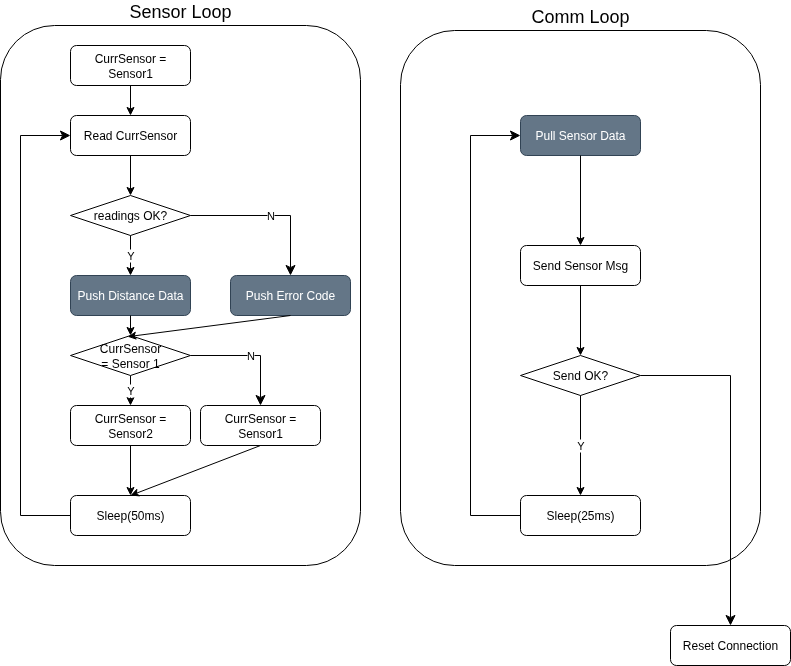 Sensor Loop
CurrSensor =
Sensor1
Read CurrSensor
readings OK?
N
Y
Push Distance Data
Push Error Code
CurrSensor
= Sensor 1
N
Y
CurrSensor =
Sensor2
CurrSensor =
Sensor1
Sleep(50ms)
Comm Loop
Pull Sensor Data
Send Sensor Msg
Send OK?
Y
Sleep(25ms)
Reset Connection